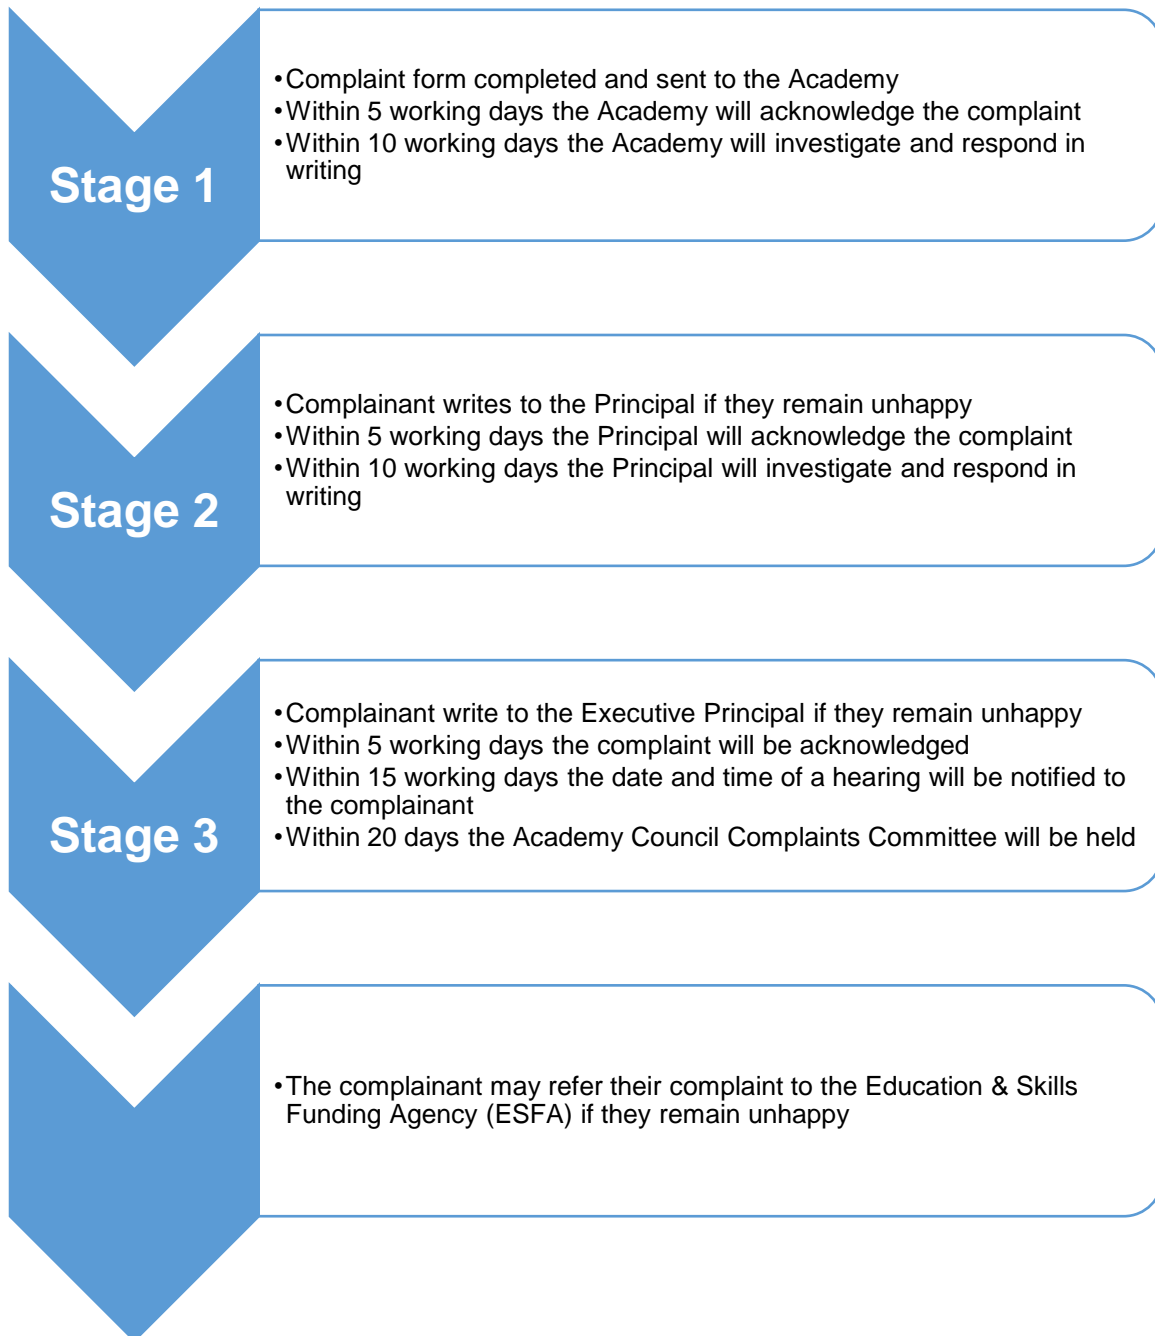 Stage 1
•Complaint form completed and sent to the Academy
•Within 5 working days the Academy will acknowledge the complaint
•Within 10 working days the Academy will investigate and respond in
writing
Stage 2
•Complainant writes to the Principal if they remain unhappy
•Within 5 working days the Principal will acknowledge the complaint
•Within 10 working days the Principal will investigate and respond in
writing
Stage 3
•Complainant write to the Executive Principal if they remain unhappy
•Within 5 working days the complaint will be acknowledged
•Within 15 working days the date and time of a hearing will be notified to
the complainant
•Within 20 days the Academy Council Complaints Committee will be held
•The complainant may refer their complaint to the Education & Skills
Funding Agency (ESFA) if they remain unhappy